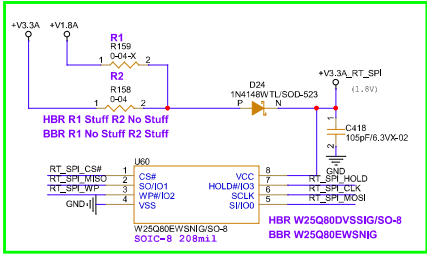 +V3.3A +V1.8A
R1
R159
0-04-X
1 2
R2
R158
1 2
0-04
HBR R1 Stuff R2 No Stuff
BBR R1 No Stuff R2 Stuff
D24
1N4148WTL/SOD-523
P N
+V3.3A_RT_SPI
(1.8V)
C418
105pF/6.3VX-02
GND
U60
RT_SPI_CS# 1 CS# VCC 8
RT_SPI_MISO 2 SO/IO1 HOLD#/IO3 7 RT_SPI_HOLD
RT_SPI_WP 3 WP#/IO2 SCLK 6 RT_SPI_CLK
GND 4 VSS SI/IO0 5 RT_SPI_MOSI
W25Q80EWSNIG/SO-8
SOIC-8 208mil
HBR W25Q80DVSSIG/SO-8
BBR W25Q80EWSNIG